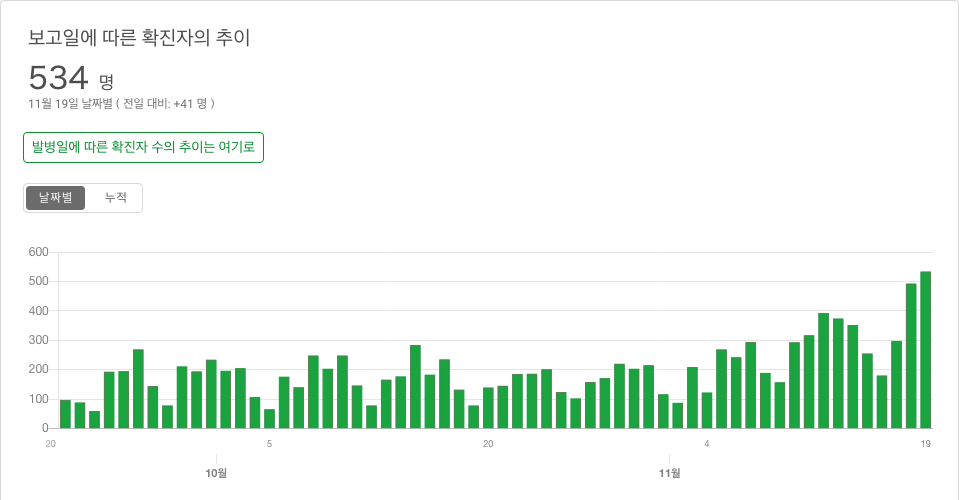 보고일에 따른 확진자의 추이
534 명
11월 19일 날짜별 ( 전일 대비: +41 명 )
발병일에 따른 확진자 수의 추이는 여기로
날짜별 누적
600
500
400
300
200
100
0
20 5 20 4 19
10월 11월